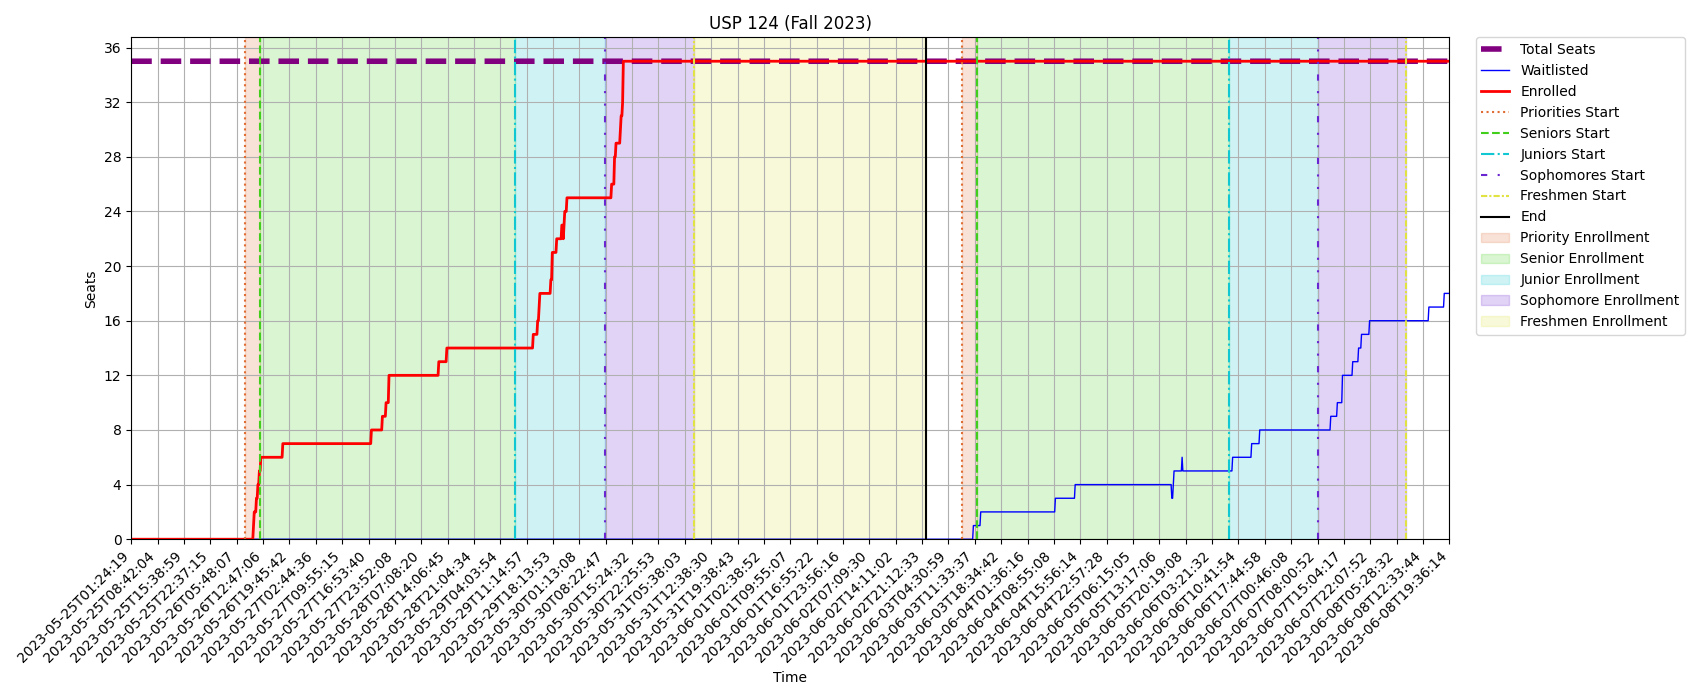 USP 124 (Fall 2023)
Seats
36
32
28
24
20
16
12
8
4
0
2023-05-25T01:24:19
2023-05-25T08:42:04
2023-05-25T15:38:59
2023-05-25T22:37:15
2023-05-26T05:48:07
2023-05-26T12:47:06
2023-05-26T19:45:42
2023-05-27T02:44:36
2023-05-27T09:55:15
2023-05-27T16:53:40
2023-05-27T23:52:08
2023-05-28T07:08:20
2023-05-28T14:06:45
2023-05-28T21:04:34
2023-05-29T04:03:54
2023-05-29T11:14:57
2023-05-29T18:13:53
2023-05-30T01:13:08
2023-05-30T08:22:47
2023-05-30T15:24:32
2023-05-30T22:25:53
2023-05-31T05:38:03
2023-05-31T12:38:30
2023-05-31T19:38:43
2023-06-01T02:38:52
2023-06-01T09:55:07
2023-06-01T16:55:22
2023-06-01T23:56:16
2023-06-02T07:09:30
2023-06-02T14:11:02
2023-06-02T21:12:33
2023-06-03T04:30:59
2023-06-03T11:33:37
2023-06-03T18:34:42
2023-06-04T01:36:16
2023-06-04T08:55:08
2023-06-04T15:56:14
2023-06-04T22:57:28
2023-06-05T06:15:05
2023-06-05T13:17:06
2023-06-05T20:19:08
2023-06-06T03:21:32
2023-06-06T10:41:54
2023-06-06T17:44:58
2023-06-07T00:46:08
2023-06-07T08:00:52
2023-06-07T15:04:17
2023-06-07T22:07:52
2023-06-08T05:28:32
2023-06-08T12:33:44
2023-06-08T19:36:14
Time
Total Seats
Waitlisted
Enrolled
Priorities Start
Seniors Start
Juniors Start
Sophomores Start
Freshmen Start
End
Priority Enrollment
Senior Enrollment
Junior Enrollment
Sophomore Enrollment
Freshmen Enrollment